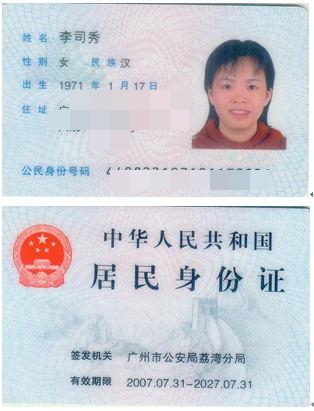 姓名 李司秀
性别 女 民族 汉
出生 1971 年 1 月 17 日
住址
公民身份号码
中华人民共和国
居民身份证
签发机关 广州市公安局荔湾分局
有效期限 2007.07.31-2027.07.31